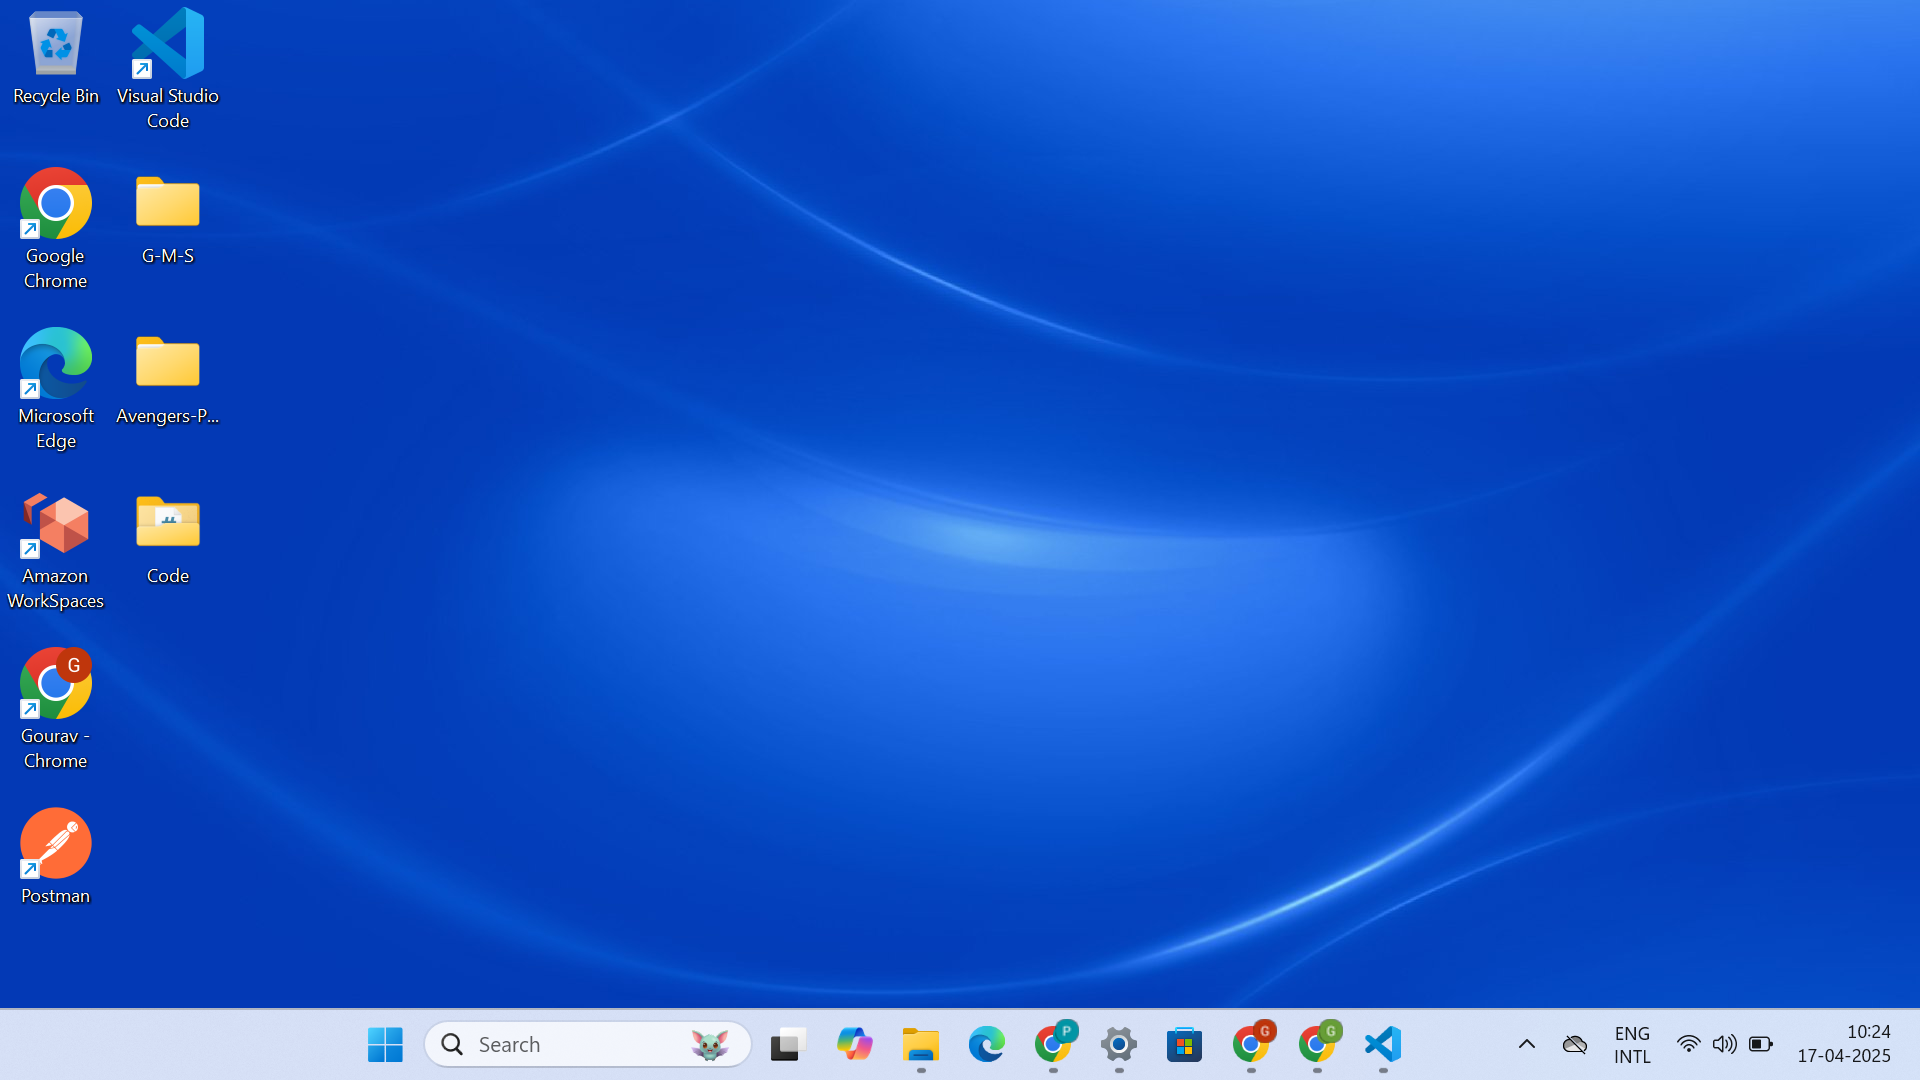 Recycle Bin
Visual Studio
Code
Google
Chrome
G-M-S
Microsoft
Edge
Avengers-P...
Amazon
WorkSpaces
#
Code
G
Gourav -
Chrome
Postman
Search
P
G
G
ENG
INTL
10:24
17-04-2025